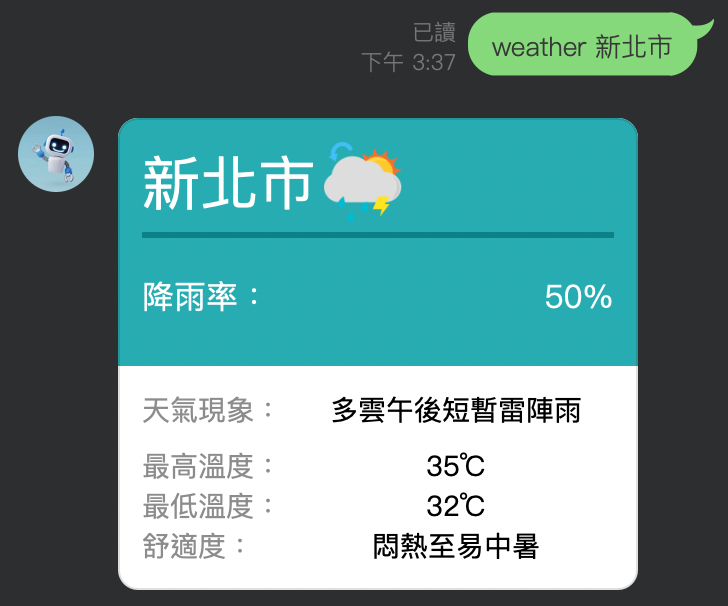 已讀
下午 3:37
weather 新北市
新北市
降雨率： 50%
天氣現象： 多雲午後短暫雷陣雨
最高溫度： 35℃
最低溫度： 32℃
舒適度： 悶熱至易中暑